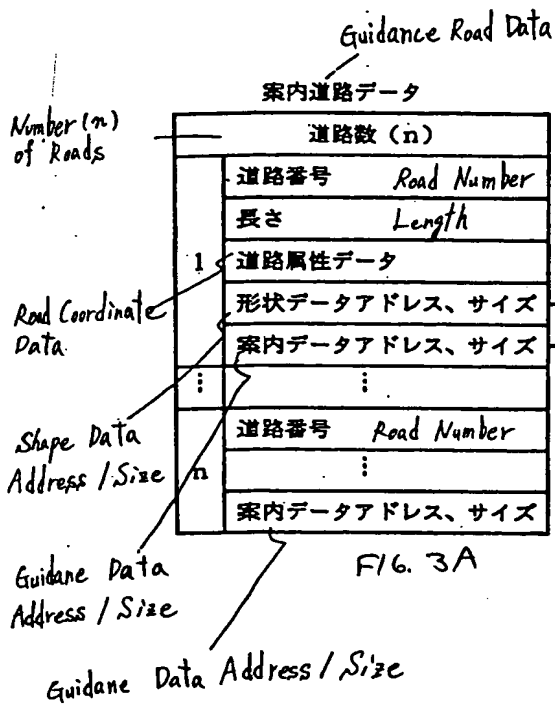 Guidance Road Data
案内道路データ
Number (n)
of Roads
道路数(n)
道路番号 Road Number
長さ Length
1
道路属性データ
Road Coordinate
Data.
形状データアドレス、サイズ
案内データアドレス、サイズ
⋮ ⋮
Shape Data
Address / Size
道路番号 Road Number
n
⋮
案内データアドレス、サイズ
FIG. 3A
Guidane Data
Address / Size
Guidane Data Address / Size